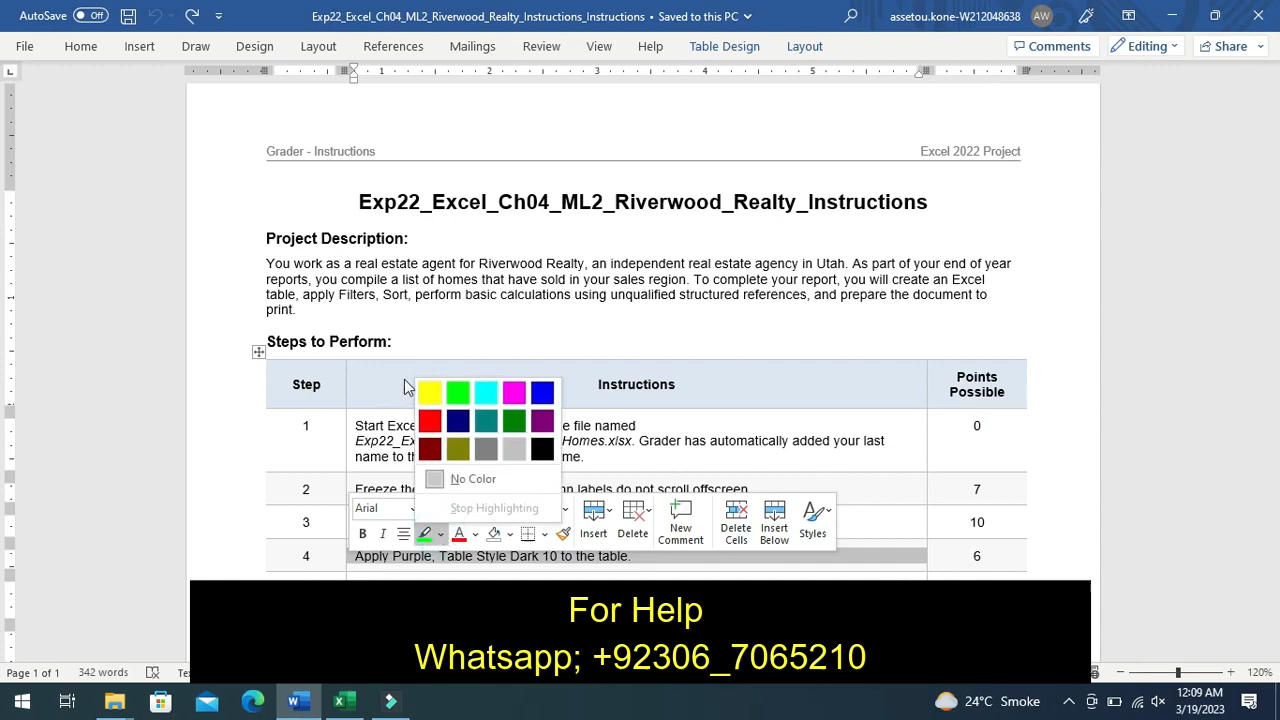 AutoSave Off Exp22_Excel_Ch04_ML2_Riverwood_Realty_Instructions_Instructions • Saved to this PC assetou.kone-W212048638 AW
File Home Insert Draw Design Layout References Mailings Review View Help Table Design Layout Comments Editing Share
1 2 3 4 5
Grader - Instructions Excel 2022 Project
Exp22_Excel_Ch04_ML2_Riverwood_Realty_Instructions
Project Description:
You work as a real estate agent for Riverwood Realty, an independent real estate agency in Utah. As part of your end of year
reports, you compile a list of homes that have sold in your sales region. To complete your report, you will create an Excel
table, apply Filters, Sort, perform basic calculations using unqualified structured references, and prepare the document to
print.
Steps to Perform:
Step Instructions Points
Possible
1 Start Exce e file named 0
Exp22_Ex Homes.xlsx. Grader has automatically added your last
name to th me.
No Color
2 Freeze the n labels do not scroll offscreen. 7
Arial Stop Highlighting
3 10
B I A Insert Delete New
Comment Delete
Cells Insert
Below Styles
4 Apply Purple, Table Style Dark 10 to the table. 6
For Help
Whatsapp; +92306_7065210
Page 1 of 1 342 words Te 120%
24°C Smoke 12:09 AM
3/19/2023